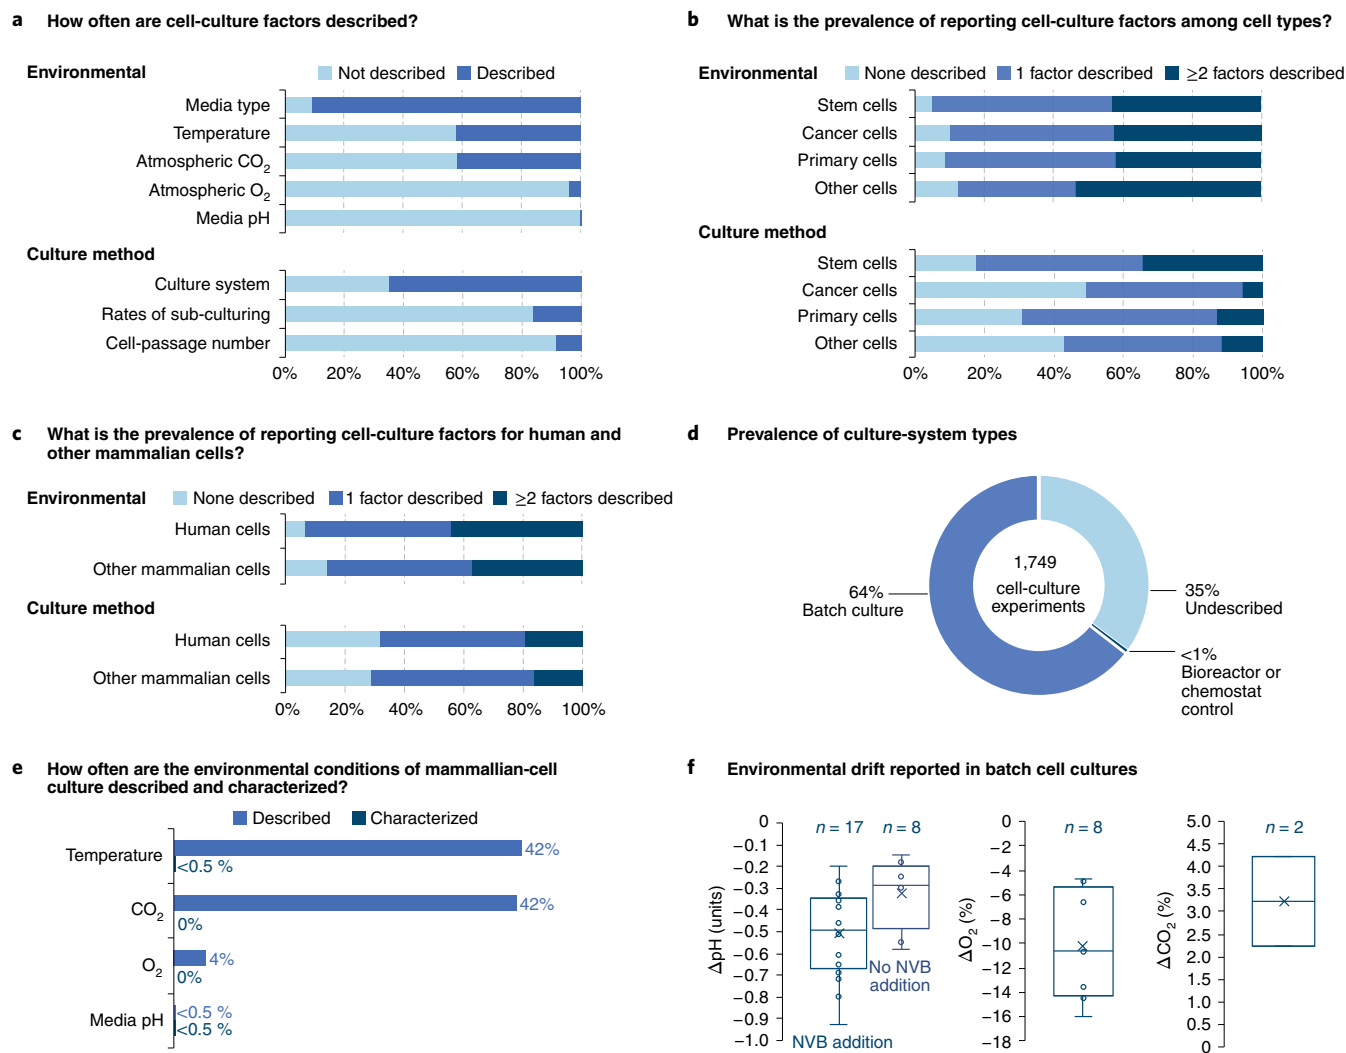 a How often are cell-culture factors described?
Environmental
Not described Described
Media type
Temperature
Atmospheric CO2
Atmospheric O2
Media pH
Culture method
Culture system
Rates of sub-culturing
Cell-passage number
0% 20% 40% 60% 80% 100%
b What is the prevalence of reporting cell-culture factors among cell types?
Environmental
None described 1 factor described ≥2 factors described
Stem cells
Cancer cells
Primary cells
Other cells
Culture method
Stem cells
Cancer cells
Primary cells
Other cells
0% 20% 40% 60% 80% 100%
c What is the prevalence of reporting cell-culture factors for human and
other mammalian cells?
Environmental
None described 1 factor described ≥2 factors described
Human cells
Other mammalian cells
Culture method
Human cells
Other mammalian cells
0% 20% 40% 60% 80% 100%
d Prevalence of culture-system types
1,749
cell-culture
experiments
64%
Batch culture
35%
Undescribed
<1%
Bioreactor or
chemostat
control
e How often are the environmental conditions of mammallian-cell
culture described and characterized?
Described Characterized
Temperature
42%
<0.5 %
CO2
42%
0%
O2
4%
0%
Media pH
<0.5 %
<0.5 %
f Environmental drift reported in batch cell cultures
ΔpH (units)
0
−0.1
−0.2
−0.3
−0.4
−0.5
−0.6
−0.7
−0.8
−0.9
−1.0
n = 17 n = 8
No NVB
addition
NVB addition
ΔO2 (%)
0
−2
−4
−6
−8
−10
−12
−14
−16
−18
n = 8
ΔCO2 (%)
5.0
4.5
4.0
3.5
3.0
2.5
2.0
1.5
1.0
0.5
0
n = 2